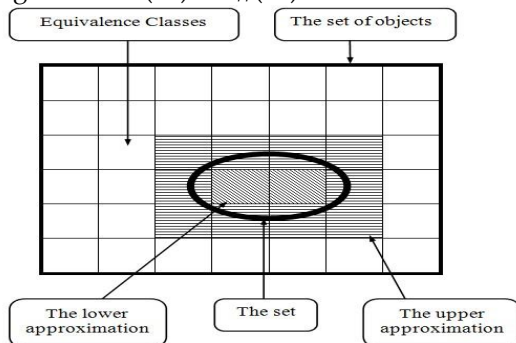 Equivalence Classes
The set of objects
The lower
approximation
The set
The upper
approximation